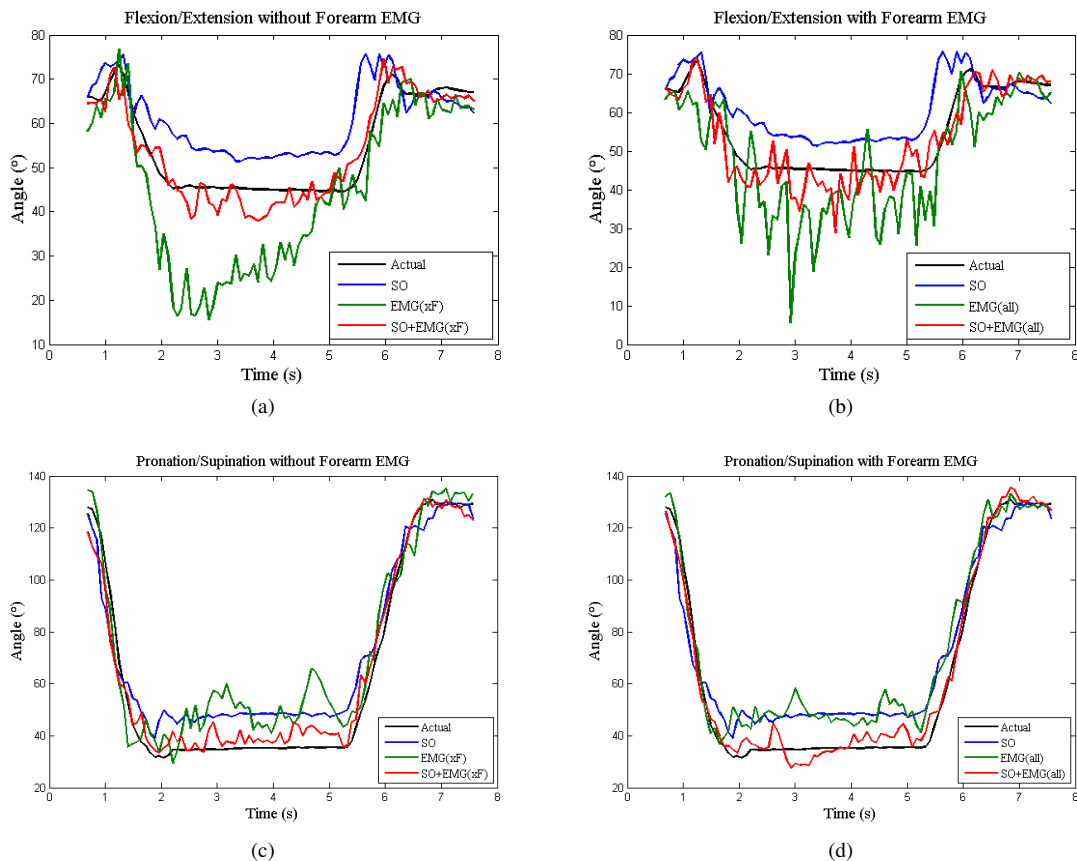 Flexion/Extension without Forearm EMG
80
70
60
50
40
30
20
10
Angle (°)
0 1 2 3 4 5 6 7 8
Time (s)
Actual
SO
EMG(xF)
SO+EMG(xF)
(a)
Flexion/Extension with Forearm EMG
80
70
60
50
40
30
20
10
0
Angle (°)
0 1 2 3 4 5 6 7 8
Time (s)
Actual
SO
EMG(all)
SO+EMG(all)
(b)
Pronation/Supination without Forearm EMG
140
120
100
80
60
40
20
Angle (°)
0 1 2 3 4 5 6 7 8
Time (s)
Actual
SO
EMG(xF)
SO+EMG(xF)
(c)
Pronation/Supination with Forearm EMG
140
120
100
80
60
40
20
Angle (°)
0 1 2 3 4 5 6 7 8
Time (s)
Actual
SO
EMG(all)
SO+EMG(all)
(d)